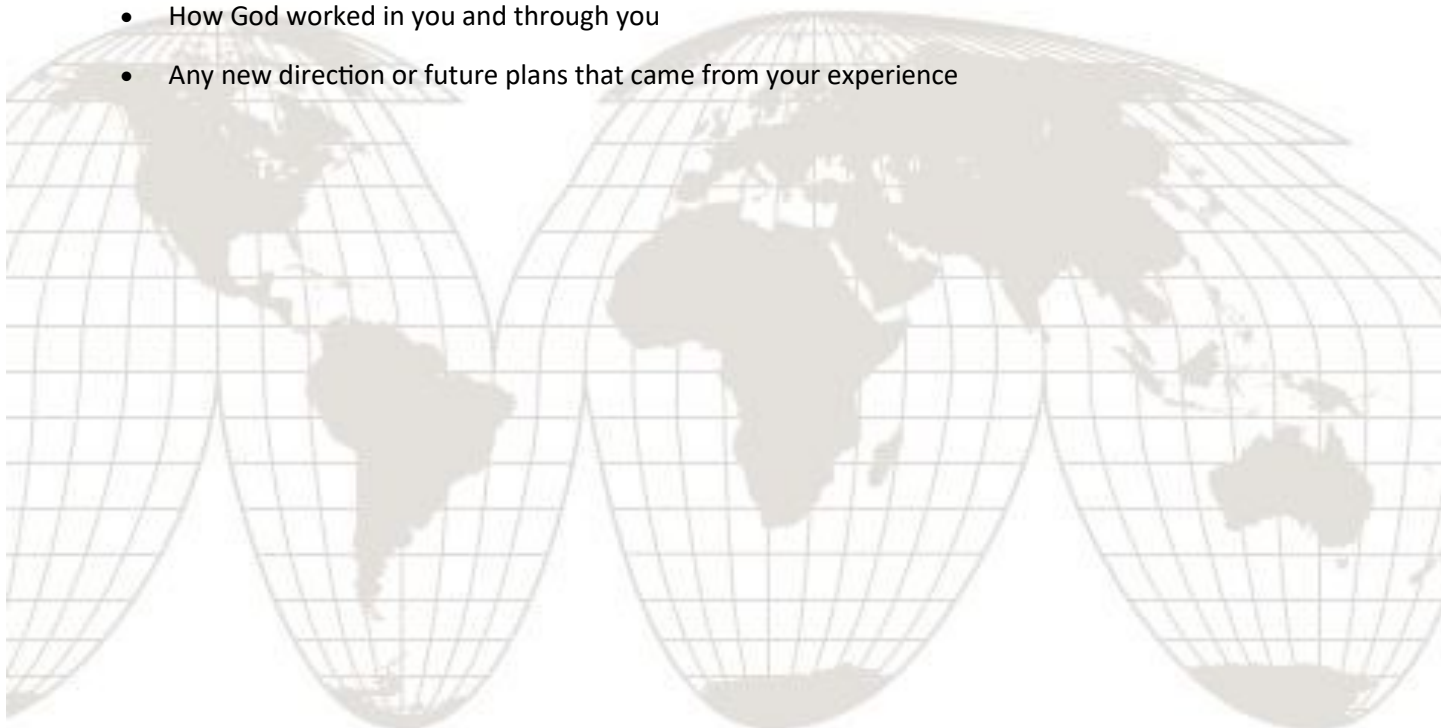 • How God worked in you and through you
• Any new direction or future plans that came from your experience